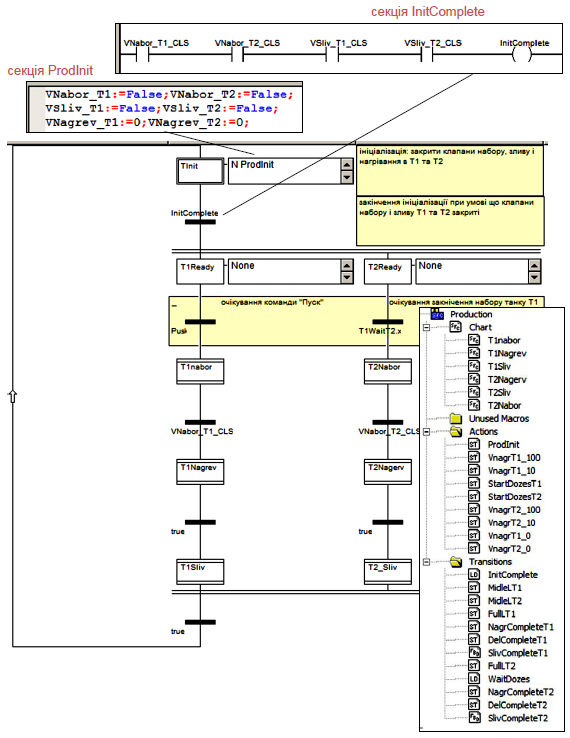 секція InitComplete
VNabor_T1_CLS VNabor_T2_CLS VSliv_T1_CLS VSliv_T2_CLS InitComplete
секція ProdInit
VNabor_T1:=False;VNabor_T2:=False;
VSliv_T1:=False;VSliv_T2:=False;
VNagrev_T1:=0;VNagrev_T2:=0;
TInit
N ProdInit
ініціалізація: закрити клапани набору, зливу і
нагрівання в Т1 та Т2
закінчення ініціалізації при умові що клапани
набору і зливу Т1 та Т2 закриті
InitComplete
T1Ready
None
T2Ready
None
очікування команди "Пуск"
очікування закнічення набору танку Т1
Pusk
T1WaitT2.x
T1nabor
T2Nabor
VNabor_T1_CLS
VNabor_T2_CLS
T1Nagrev
T2Nagerv
true
true
T1Sliv
T2_Sliv
true
Production
Chart
T1nabor
T1Nagrev
T1Sliv
T2Nagerv
T2Sliv
T2Nabor
Unused Macros
Actions
ProdInit
VnagrT1_100
VnagrT1_10
StartDozesT1
StartDozesT2
VnagrT2_100
VnagrT2_10
VnagrT1_0
VnagrT2_0
Transitions
InitComplete
MidleLT1
MidleLT2
FullLT1
NagrCompleteT1
DelCompleteT1
SlivCompleteT1
FullLT2
WaitDozes
NagrCompleteT2
DelCompleteT2
SlivCompleteT2